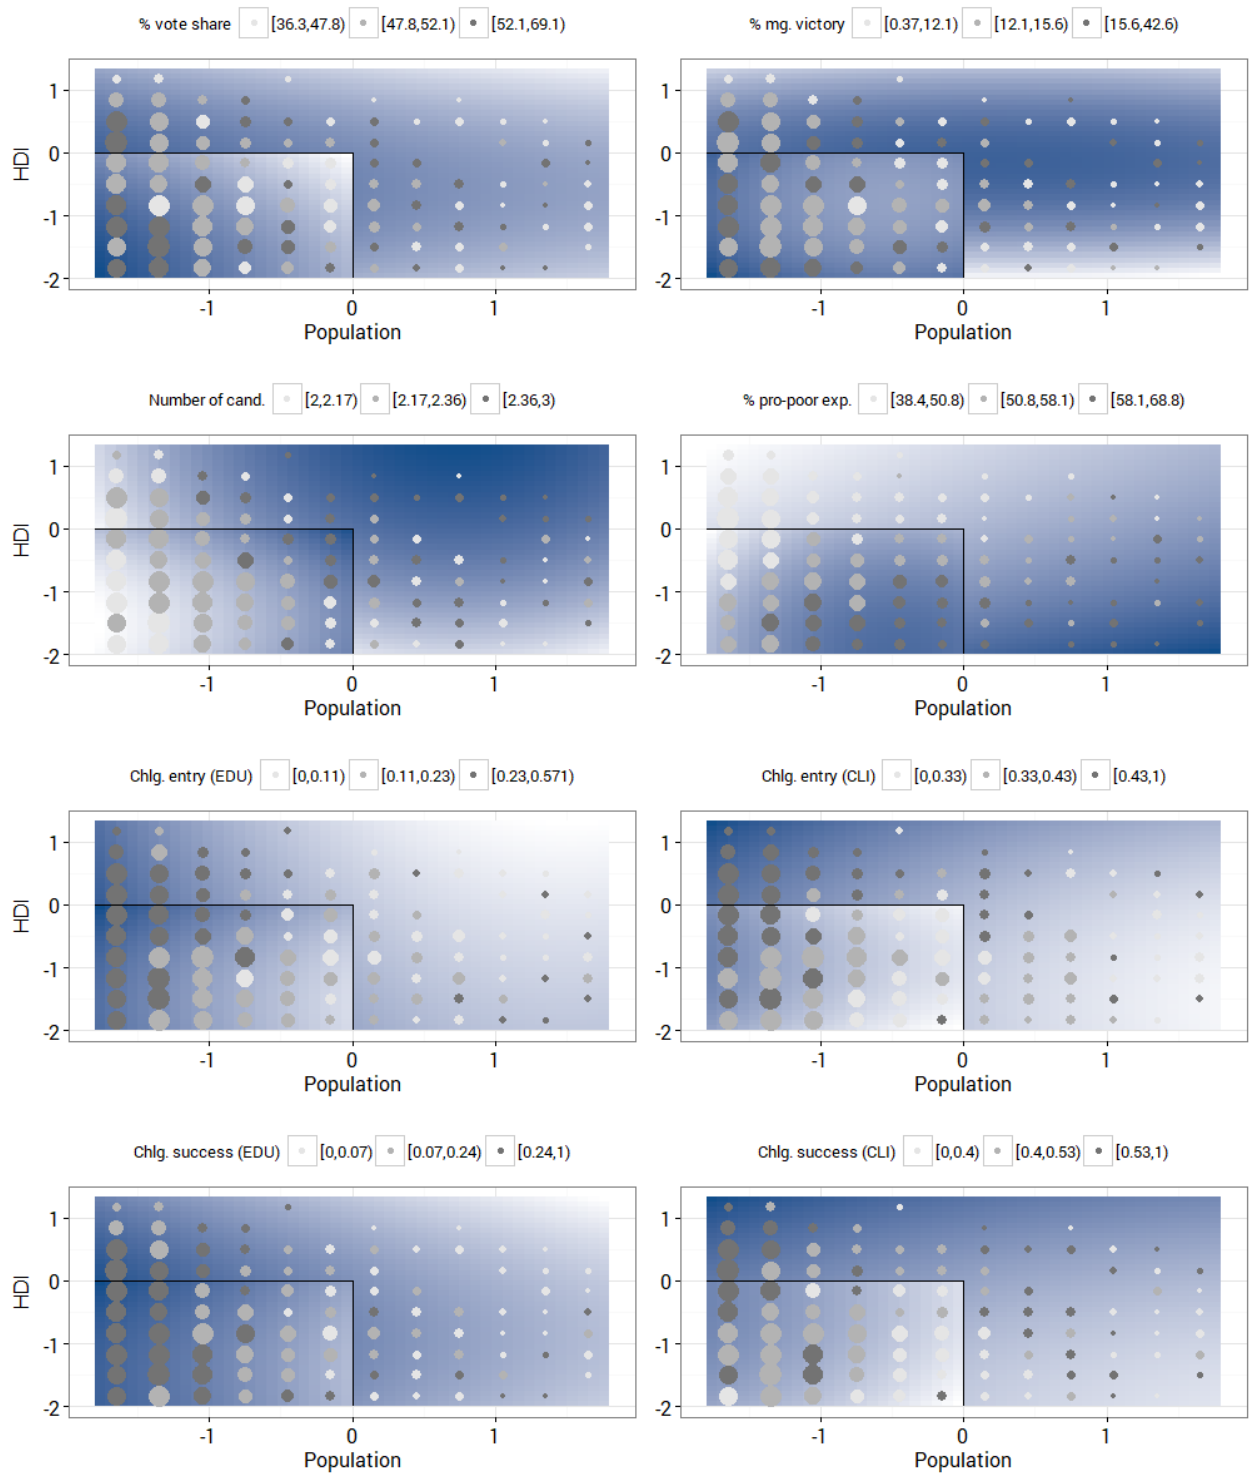 % vote share [36.3,47.8) [47.8,52.1) [52.1,69.1)
% mg. victory [0.37,12.1) [12.1,15.6) [15.6,42.6)
HDI
1
0
-1
-2
-1 0 1
Population
1
0
-1
-2
-1 0 1
Population
Number of cand. [2,2.17) [2.17,2.36) [2.36,3)
% pro-poor exp. [38.4,50.8) [50.8,58.1) [58.1,68.8)
HDI
1
0
-1
-2
-1 0 1
Population
1
0
-1
-2
-1 0 1
Population
Chlg. entry (EDU) [0,0.11) [0.11,0.23) [0.23,0.571)
Chlg. entry (CLI) [0,0.33) [0.33,0.43) [0.43,1)
HDI
1
0
-1
-2
-1 0 1
Population
1
0
-1
-2
-1 0 1
Population
Chlg. success (EDU) [0,0.07) [0.07,0.24) [0.24,1)
Chlg. success (CLI) [0,0.4) [0.4,0.53) [0.53,1)
HDI
1
0
-1
-2
-1 0 1
Population
1
0
-1
-2
-1 0 1
Population